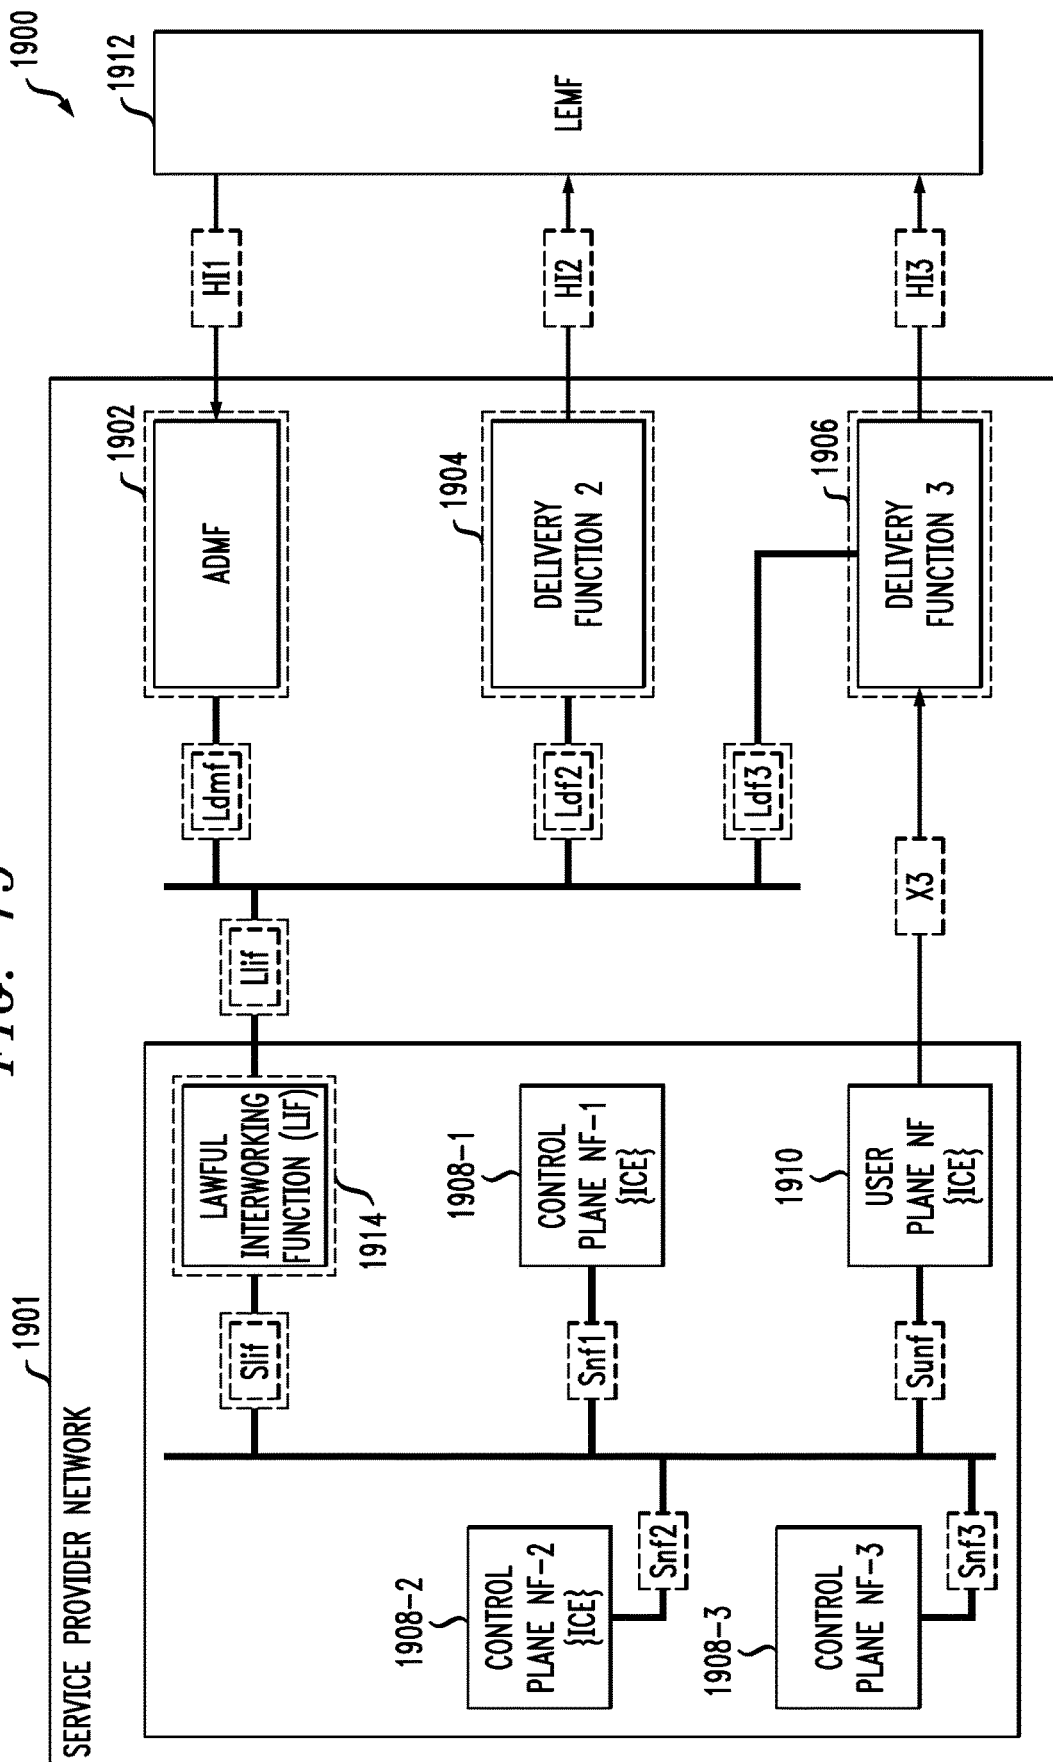 FIG. 19
1900
1901
SERVICE PROVIDER NETWORK
1908-2
CONTROL
PLANE NF-2
{ICE}
Snf2
1908-3
CONTROL
PLANE NF-3
Snf3
Slif
LAWFUL
INTERWORKING
FUNCTION (LIF)
1914
Snf1
1908-1
CONTROL
PLANE NF-1
{ICE}
Sunf
1910
USER
PLANE NF
{ICE}
Llif
X3
Ldmf
Ldf2
Ldf3
1902
ADMF
1904
DELIVERY
FUNCTION 2
1906
DELIVERY
FUNCTION 3
HI1
HI2
HI3
1912
LEMF